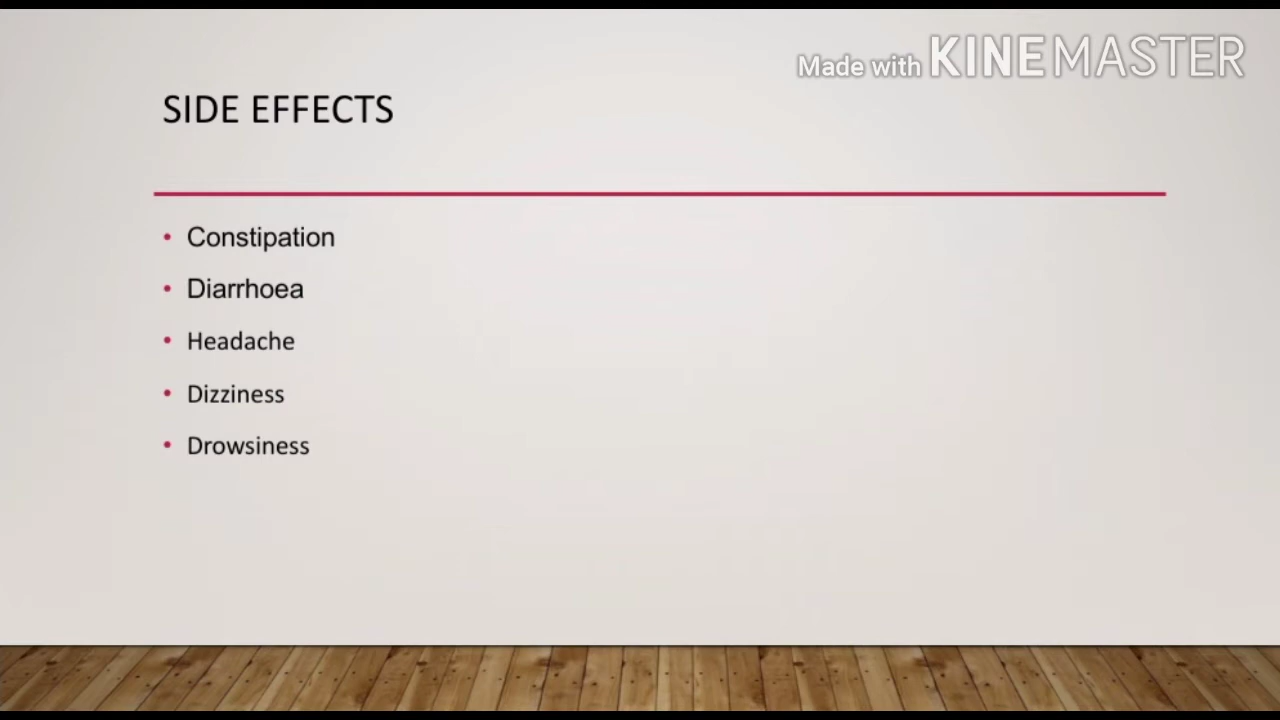 Made with KINEMASTER
SIDE EFFECTS
• Constipation
• Diarrhoea
• Headache
• Dizziness
• Drowsiness